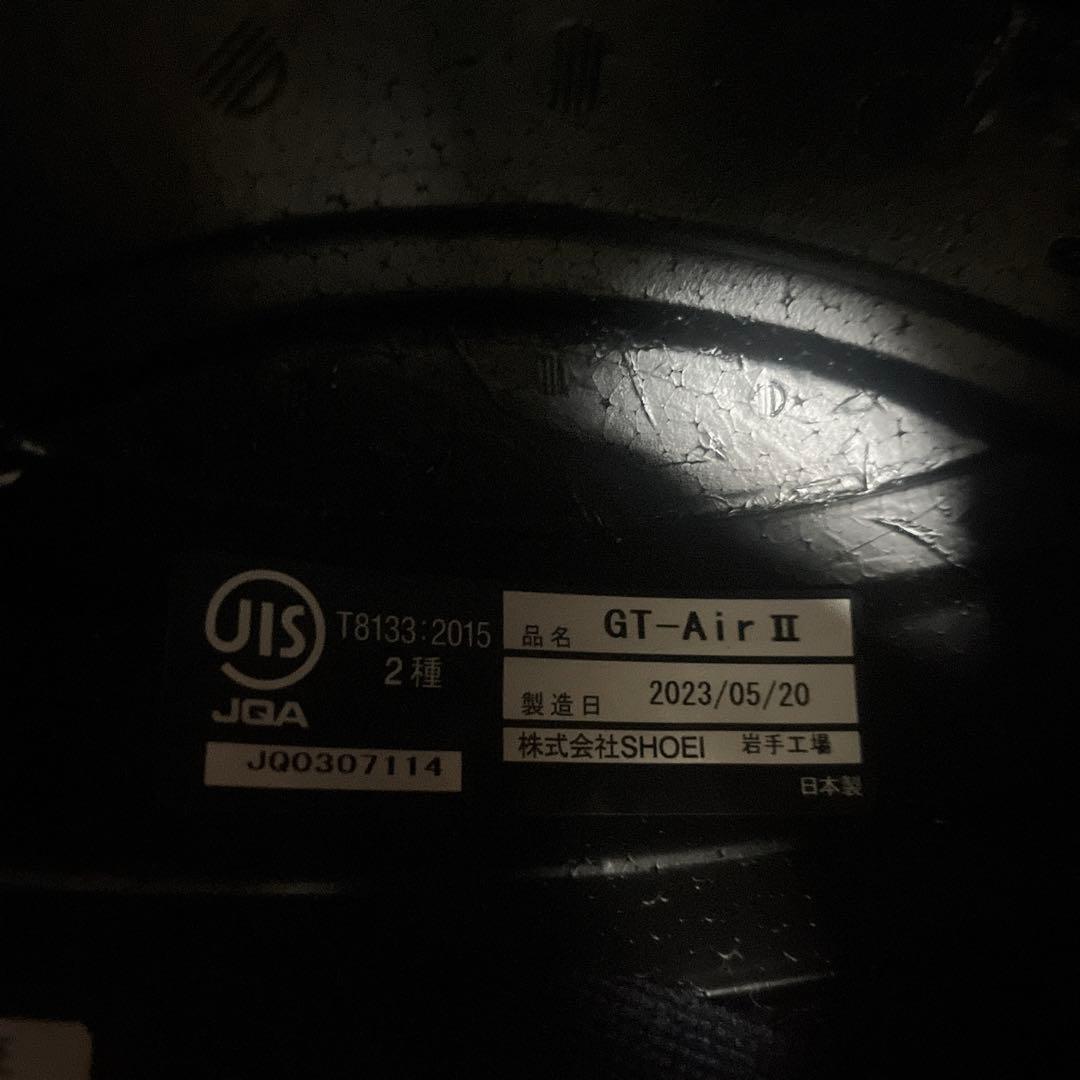 JIS
T8133:2015
2種
JQA
JQ0307114
品名 GT-Air Ⅱ
製造日 2023/05/20
株式会社SHOEI 岩手工場
日本製